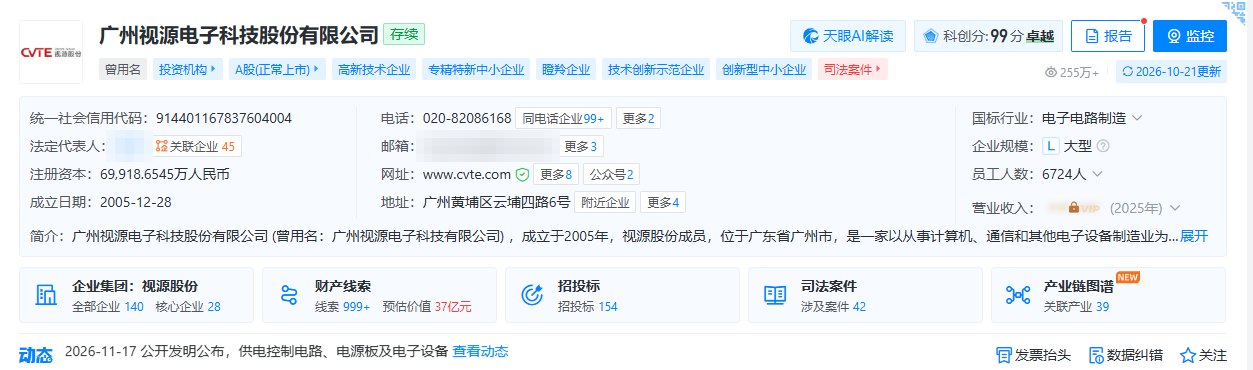 广州视源电子科技股份有限公司 存续 天眼AI解读 科创分:99分 卓越 报告 监控
CVTE 视源股份
曾用名 投资机构 A股(正常上市) 高新技术企业 专精特新中小企业 瞪羚企业 技术创新示范企业 创新型中小企业 司法案件 255万+ 2026-10-21更新
统一社会信用代码：914401167837604004 电话：020-82086168 同电话企业99+ 更多2 国标行业：电子电路制造
法定代表人： 关联企业 45 邮箱： 更多3 企业规模：L 大型
注册资本：69,918.6545万人民币 网址：www.cvte.com 更多8 公众号2 员工人数：6724人
成立日期：2005-12-28 地址：广州黄埔区云埔四路6号 附近企业 更多4 营业收入： VIP (2025年)
简介：广州视源电子科技股份有限公司 (曾用名：广州视源电子科技有限公司) ，成立于2005年，视源股份成员，位于广东省广州市，是一家以从事计算机、通信和其他电子设备制造业为...展开
企业集团：视源股份 财产线索 招投标 司法案件 产业链图谱 NEW
全部企业 140 核心企业 28 线索 999+ 预估价值 37亿元 招投标 154 涉及案件 42 关联产业 39
动态 2026-11-17 公开发明公布，供电控制电路、电源板及电子设备 查看动态 发票抬头 数据纠错 关注